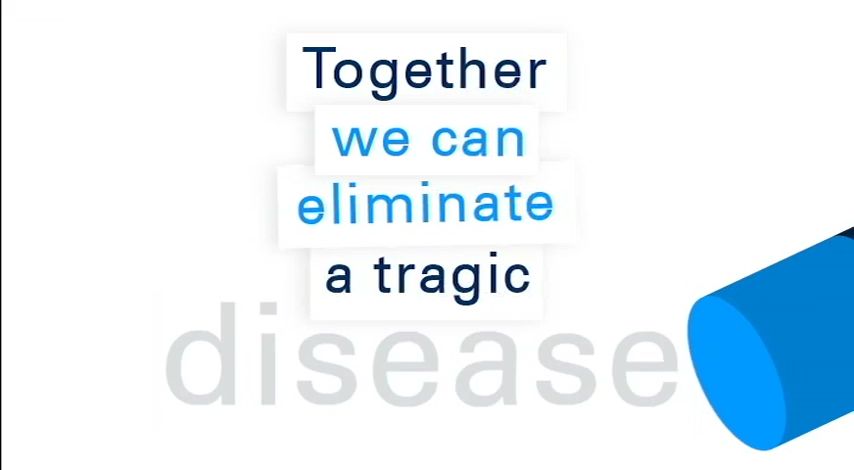 Together
we can
eliminate
a tragic
disease